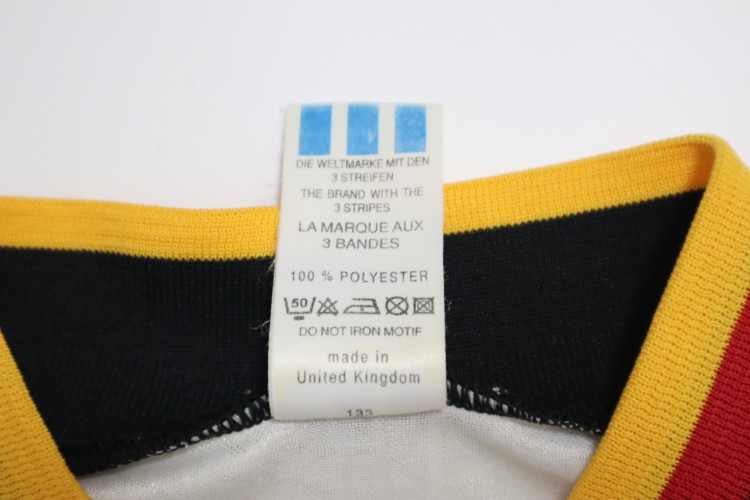 DIE WELTMARKE MIT DEN
3 STREIFEN
THE BRAND WITH THE
3 STRIPES
LA MARQUE AUX
3 BANDES
100 % POLYESTER
50
DO NOT IRON MOTIF
made in
United Kingdom
133